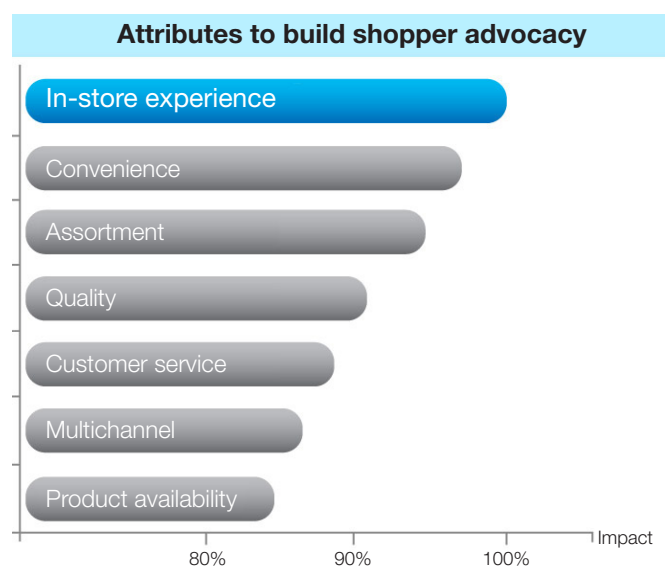 Attributes to build shopper advocacy
In-store experience
Convenience
Assortment
Quality
Customer service
Multichannel
Product availability
Impact
80% 90% 100%